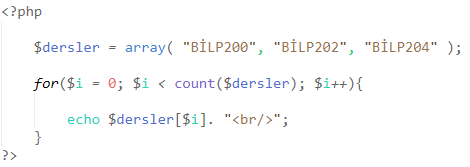 <?php
$dersler = array( "BİLP200", "BİLP202", "BİLP204" );
for($i = 0; $i < count($dersler); $i++){
echo $dersler[$i]. "<br/>";
}
?>